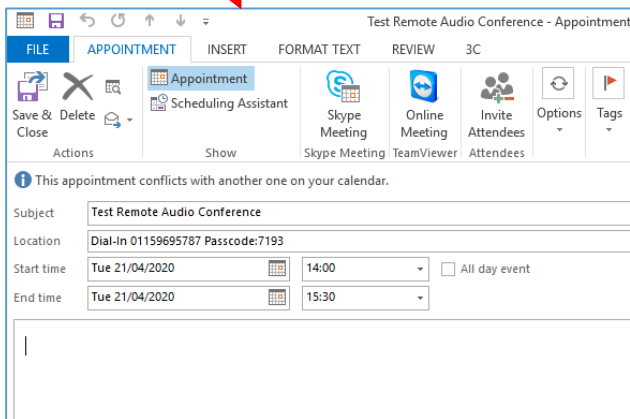 Test Remote Audio Conference - Appointment
FILE APPOINTMENT INSERT FORMAT TEXT REVIEW 3C
Save & Close
Delete
Appointment
Scheduling Assistant
Skype Meeting
Online Meeting
Invite Attendees
Options
Tags
Actions Show Skype Meeting TeamViewer Attendees
This appointment conflicts with another one on your calendar.
Subject Test Remote Audio Conference
Location Dial-In 01159695787 Passcode:7193
Start time Tue 21/04/2020 14:00 All day event
End time Tue 21/04/2020 15:30